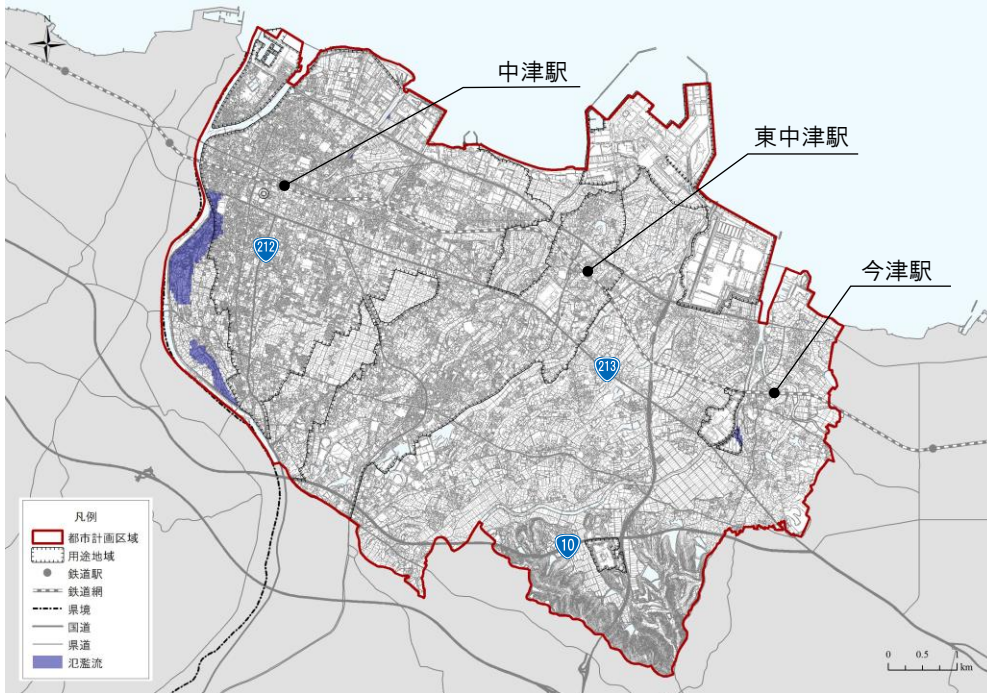 N
中津駅
東中津駅
今津駅
212
213
10
凡例
都市計画区域
用途地域
鉄道駅
鉄道網
県境
国道
県道
氾濫流
0 0.5 1
km